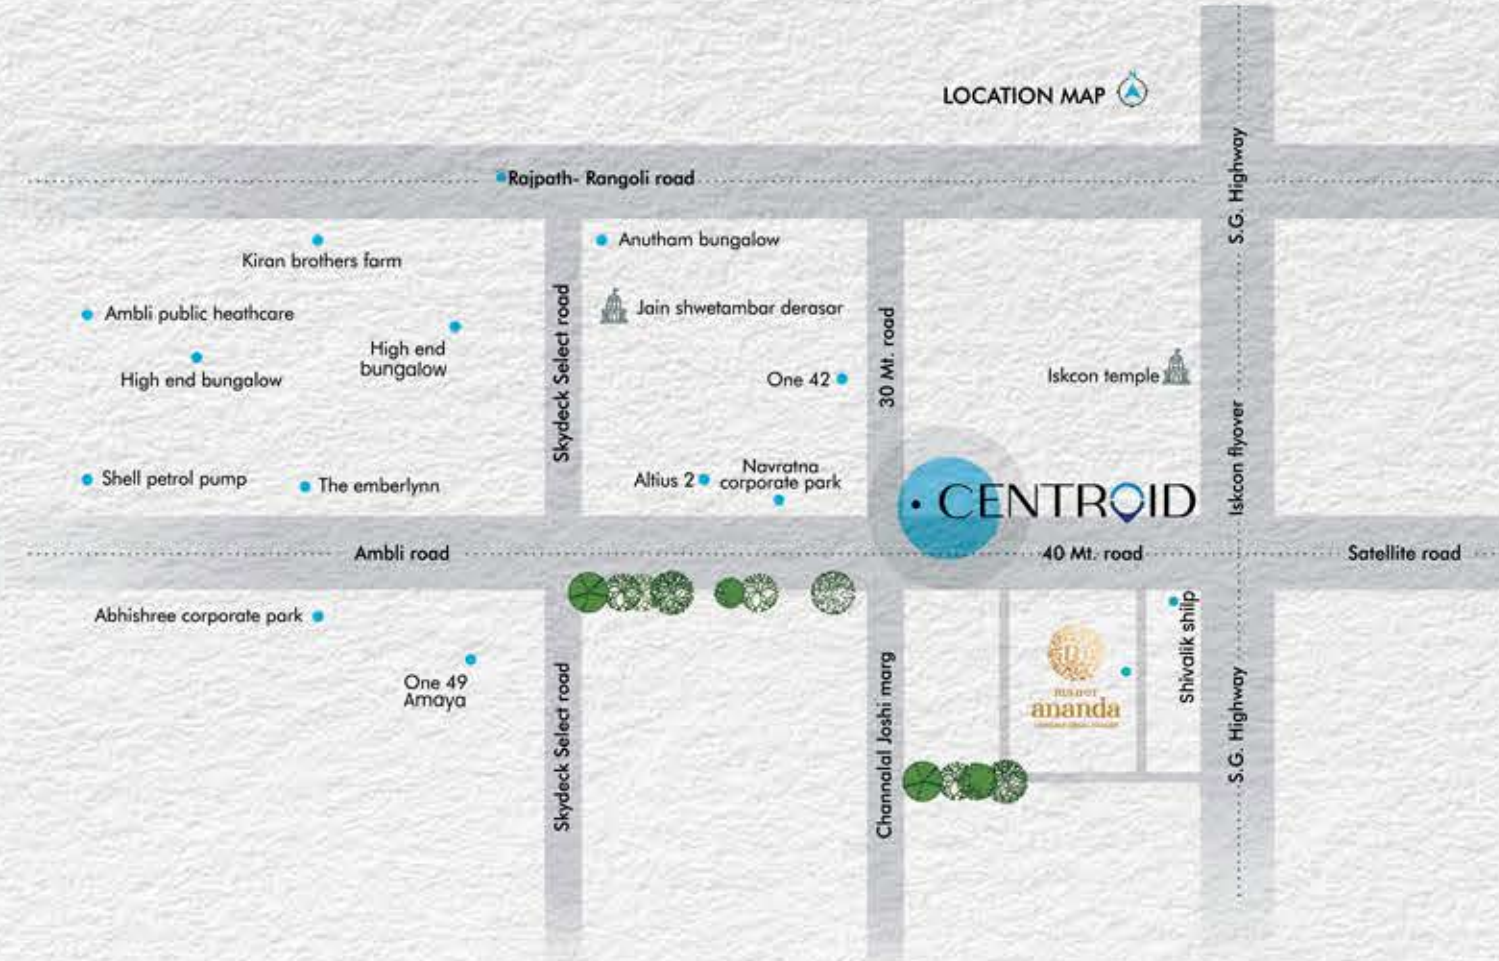 LOCATION MAP
N
Rajpath- Rangoli road
S.G. Highway
Anutham bungalow
Kiran brothers farm
Ambli public heathcare
Jain shwetambar derasar
High end
bungalow
High end bungalow
Skydeck Select road
30 Mt. road
One 42
Iskcon temple
Iskcon flyover
Shell petrol pump
The emberlynn
Altius 2
Navratna
corporate park
CENTROID
Ambli road
40 Mt. road
Satellite road
Abhishree corporate park
One 49
Amaya
Skydeck Select road
Channalal Joshi marg
ananda
Shivalik shilp
S.G. Highway